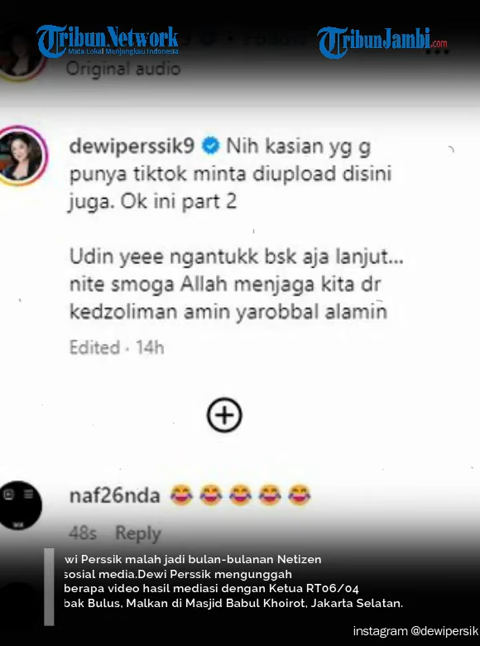 TRIBUN NETWORK
Mata Lokal Menjangkau Indonesia
TRIBUNJAMBI.com
Original audio
dewiperssik9 Nih kasian yg g
punya tiktok minta diupload disini
juga. Ok ini part 2
Udin yeee ngantukk bsk aja lanjut...
nite smoga Allah menjaga kita dr
kedzoliman amin yarobbal alamin
Edited · 14h
naf26nda 😂😂😂😂😂
48s Reply
wi Perssik malah jadi bulan-bulanan Netizen
sosial media.Dewi Perssik mengunggah
berapa video hasil mediasi dengan Ketua RT06/04
bak Bulus, Malkan di Masjid Babul Khoirot, Jakarta Selatan.
instagram @dewipersik